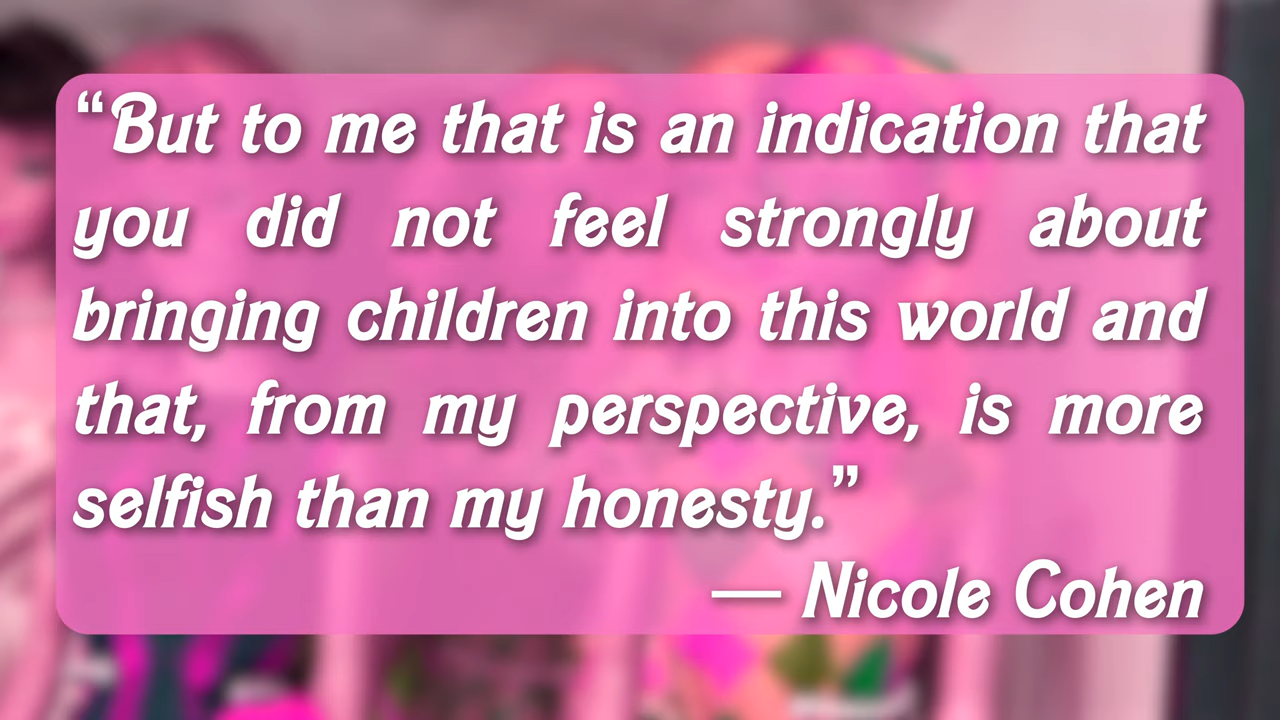 “But to me that is an indication that
you did not feel strongly about
bringing children into this world and
that, from my perspective, is more
selfish than my honesty.”
— Nicole Cohen